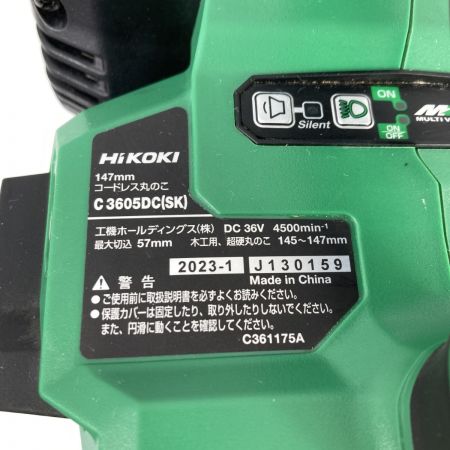 ON
Silent
ON
OFF
HiKOKI
147mm
コードレス丸のこ
C 3605DC(SK)
工機ホールディングス(株) DC 36V 4500min⁻¹
最大切込 57mm 木工用、超硬丸のこ 145～147mm
2023-1 J130159
警告 Made in China
●ご使用前に取扱説明書を必ずよくお読みください。
●保護カバーは固定したり、取り外したりしないでください。
また、円滑に動くことを確認してください。
C361175A